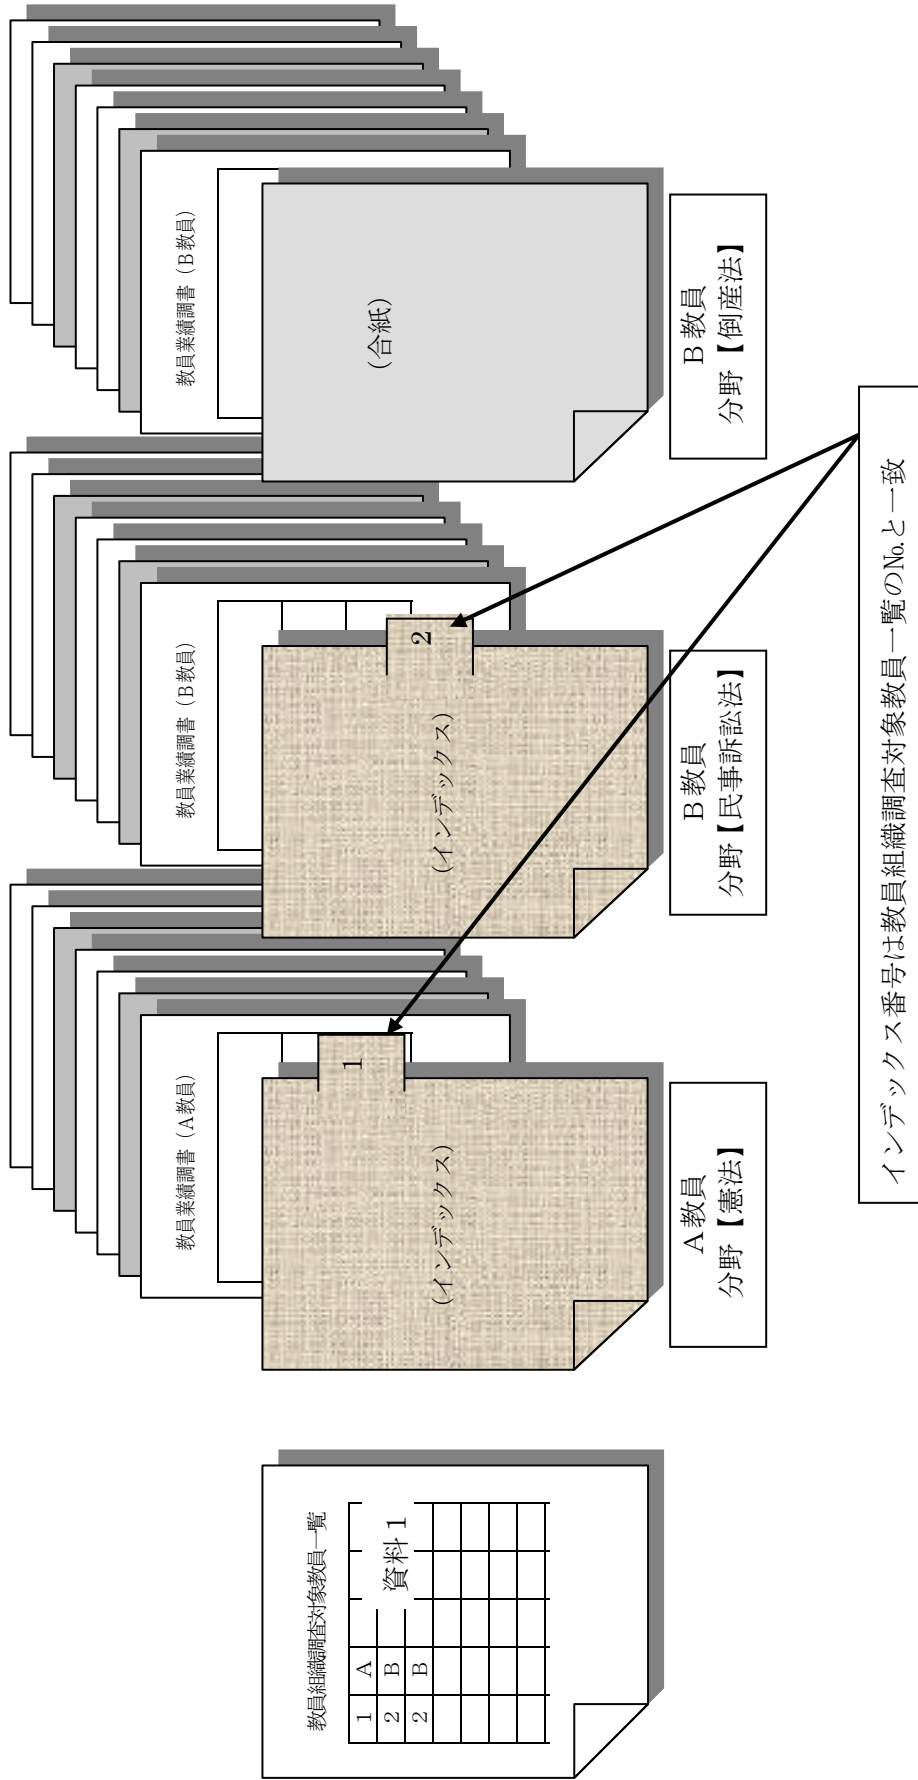 教員組織調査対象教員一覧
資料1
1 A
2 B
2 B
教員業績調書（A教員）
(インデックス)
1
A教員
分野【憲法】
教員業績調書（B教員）
(インデックス)
2
B教員
分野【民事訴訟法】
教員業績調書（B教員）
(合紙)
B教員
分野【倒産法】
インデックス番号は教員組織調査対象教員一覧の№と一致